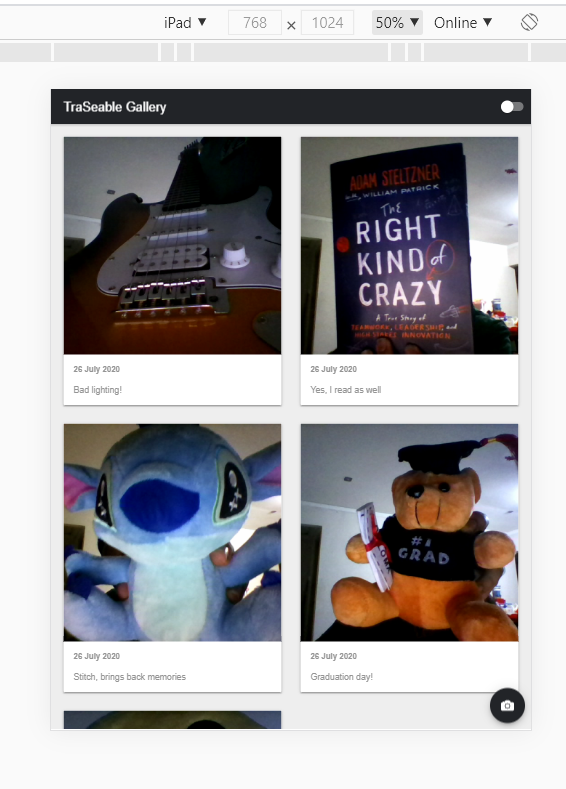 iPad ▼ 768 × 1024 50% ▼ Online ▼
TraSeable Gallery
ADAM STELTZNER
WILLIAM PATRICK
The
RIGHT
KIND of
CRAZY
A True Story of
TEAMWORK, LEADERSHIP, and
HIGH-STAKES INNOVATION
26 July 2020
Bad lighting!
26 July 2020
Yes, I read as well
#1
GRAD
26 July 2020
Stitch, brings back memories
26 July 2020
Graduation day!